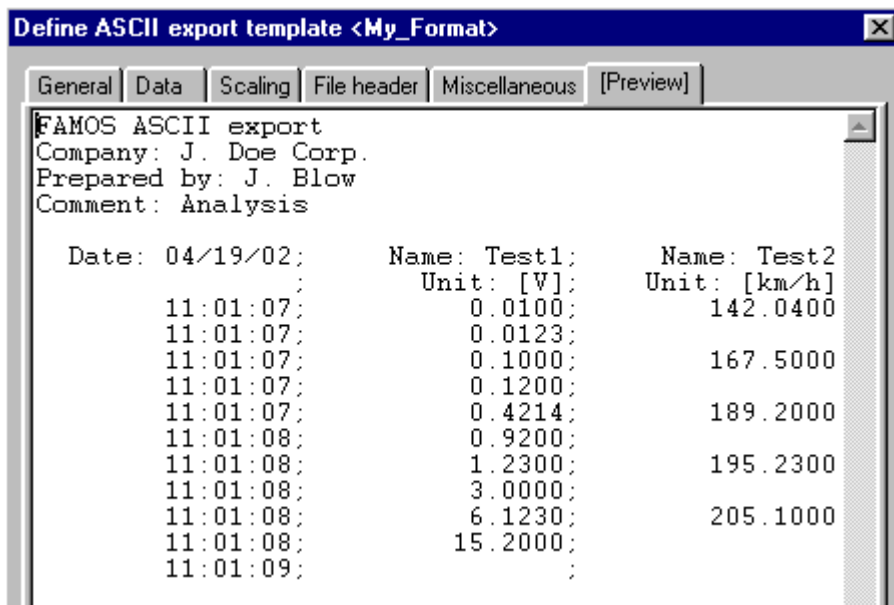 Define ASCII export template <My_Format>
General Data Scaling File header Miscellaneous [Preview]
FAMOS ASCII export
Company: J. Doe Corp.
Prepared by: J. Blow
Comment: Analysis
Date: 04/19/02; Name: Test1; Name: Test2
; Unit: [V]; Unit: [km/h]
11:01:07; 0.0100; 142.0400
11:01:07; 0.0123;
11:01:07; 0.1000; 167.5000
11:01:07; 0.1200;
11:01:07; 0.4214; 189.2000
11:01:08; 0.9200;
11:01:08; 1.2300; 195.2300
11:01:08; 3.0000;
11:01:08; 6.1230; 205.1000
11:01:08; 15.2000;
11:01:09; ;